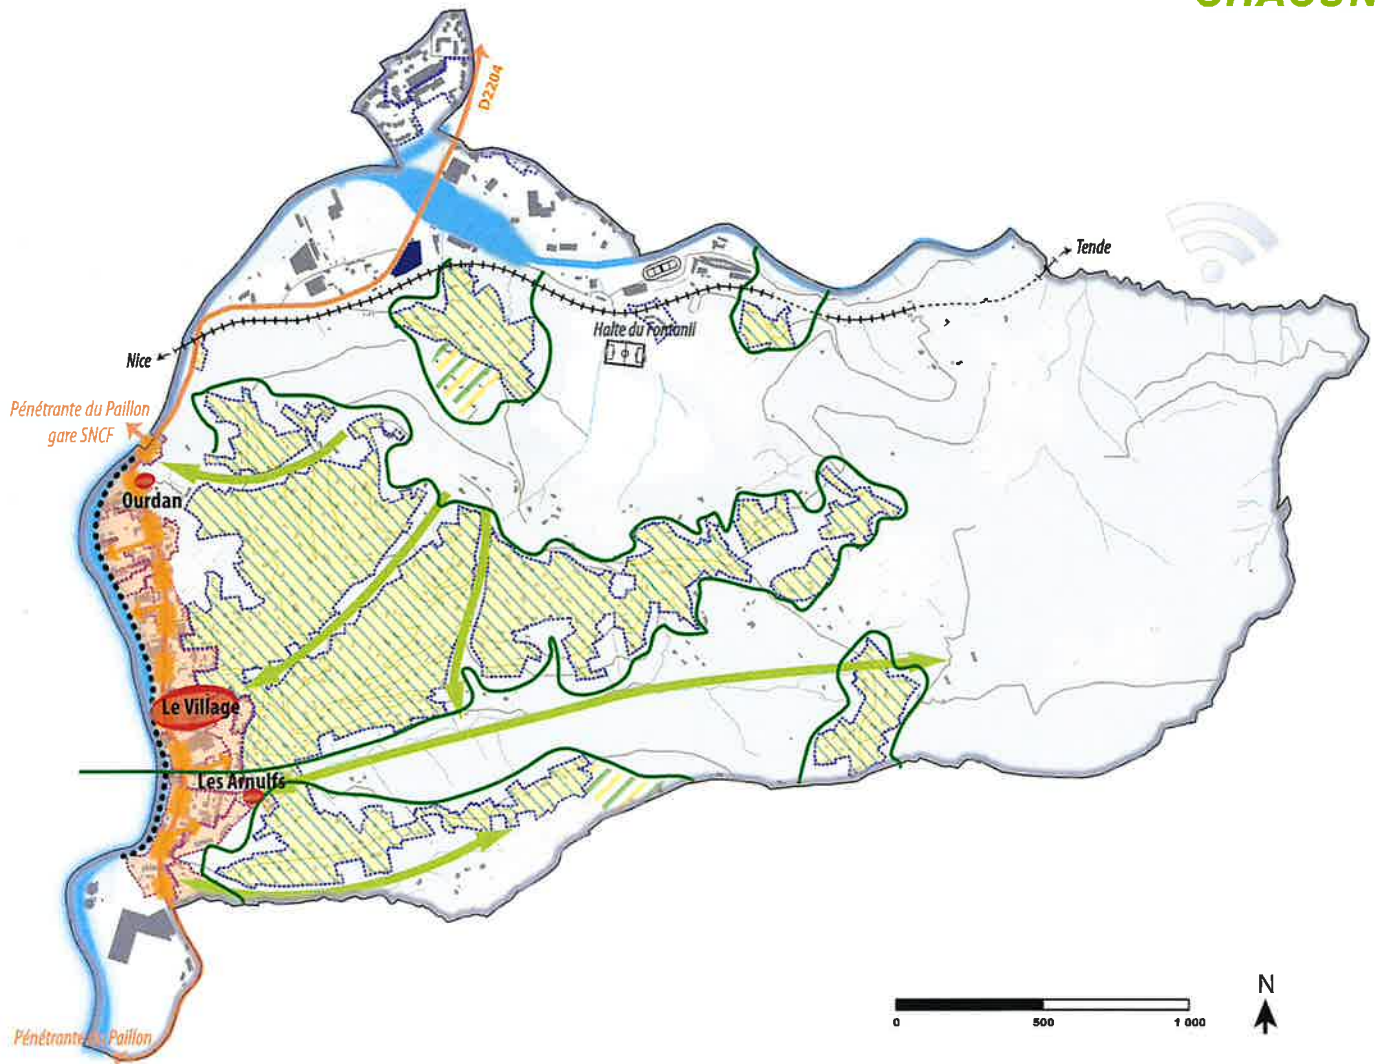 D2204
Tende
Halte du Fontanil
Nice
Pénétrante du Paillon
gare SNCF
Ourdan
Le Village
Les Arnulfs
N
0 500 1 000
Pénétrante du Paillon